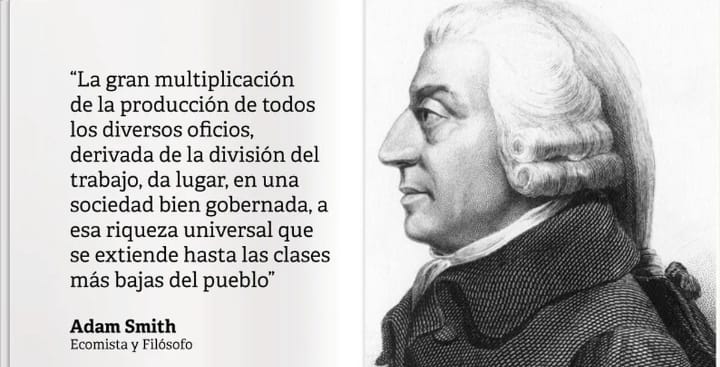 “La gran multiplicación
de la producción de todos
los diversos oficios,
derivada de la división del
trabajo, da lugar, en una
sociedad bien gobernada, a
esa riqueza universal que
se extiende hasta las clases
más bajas del pueblo”
Adam Smith
Ecomista y Filósofo